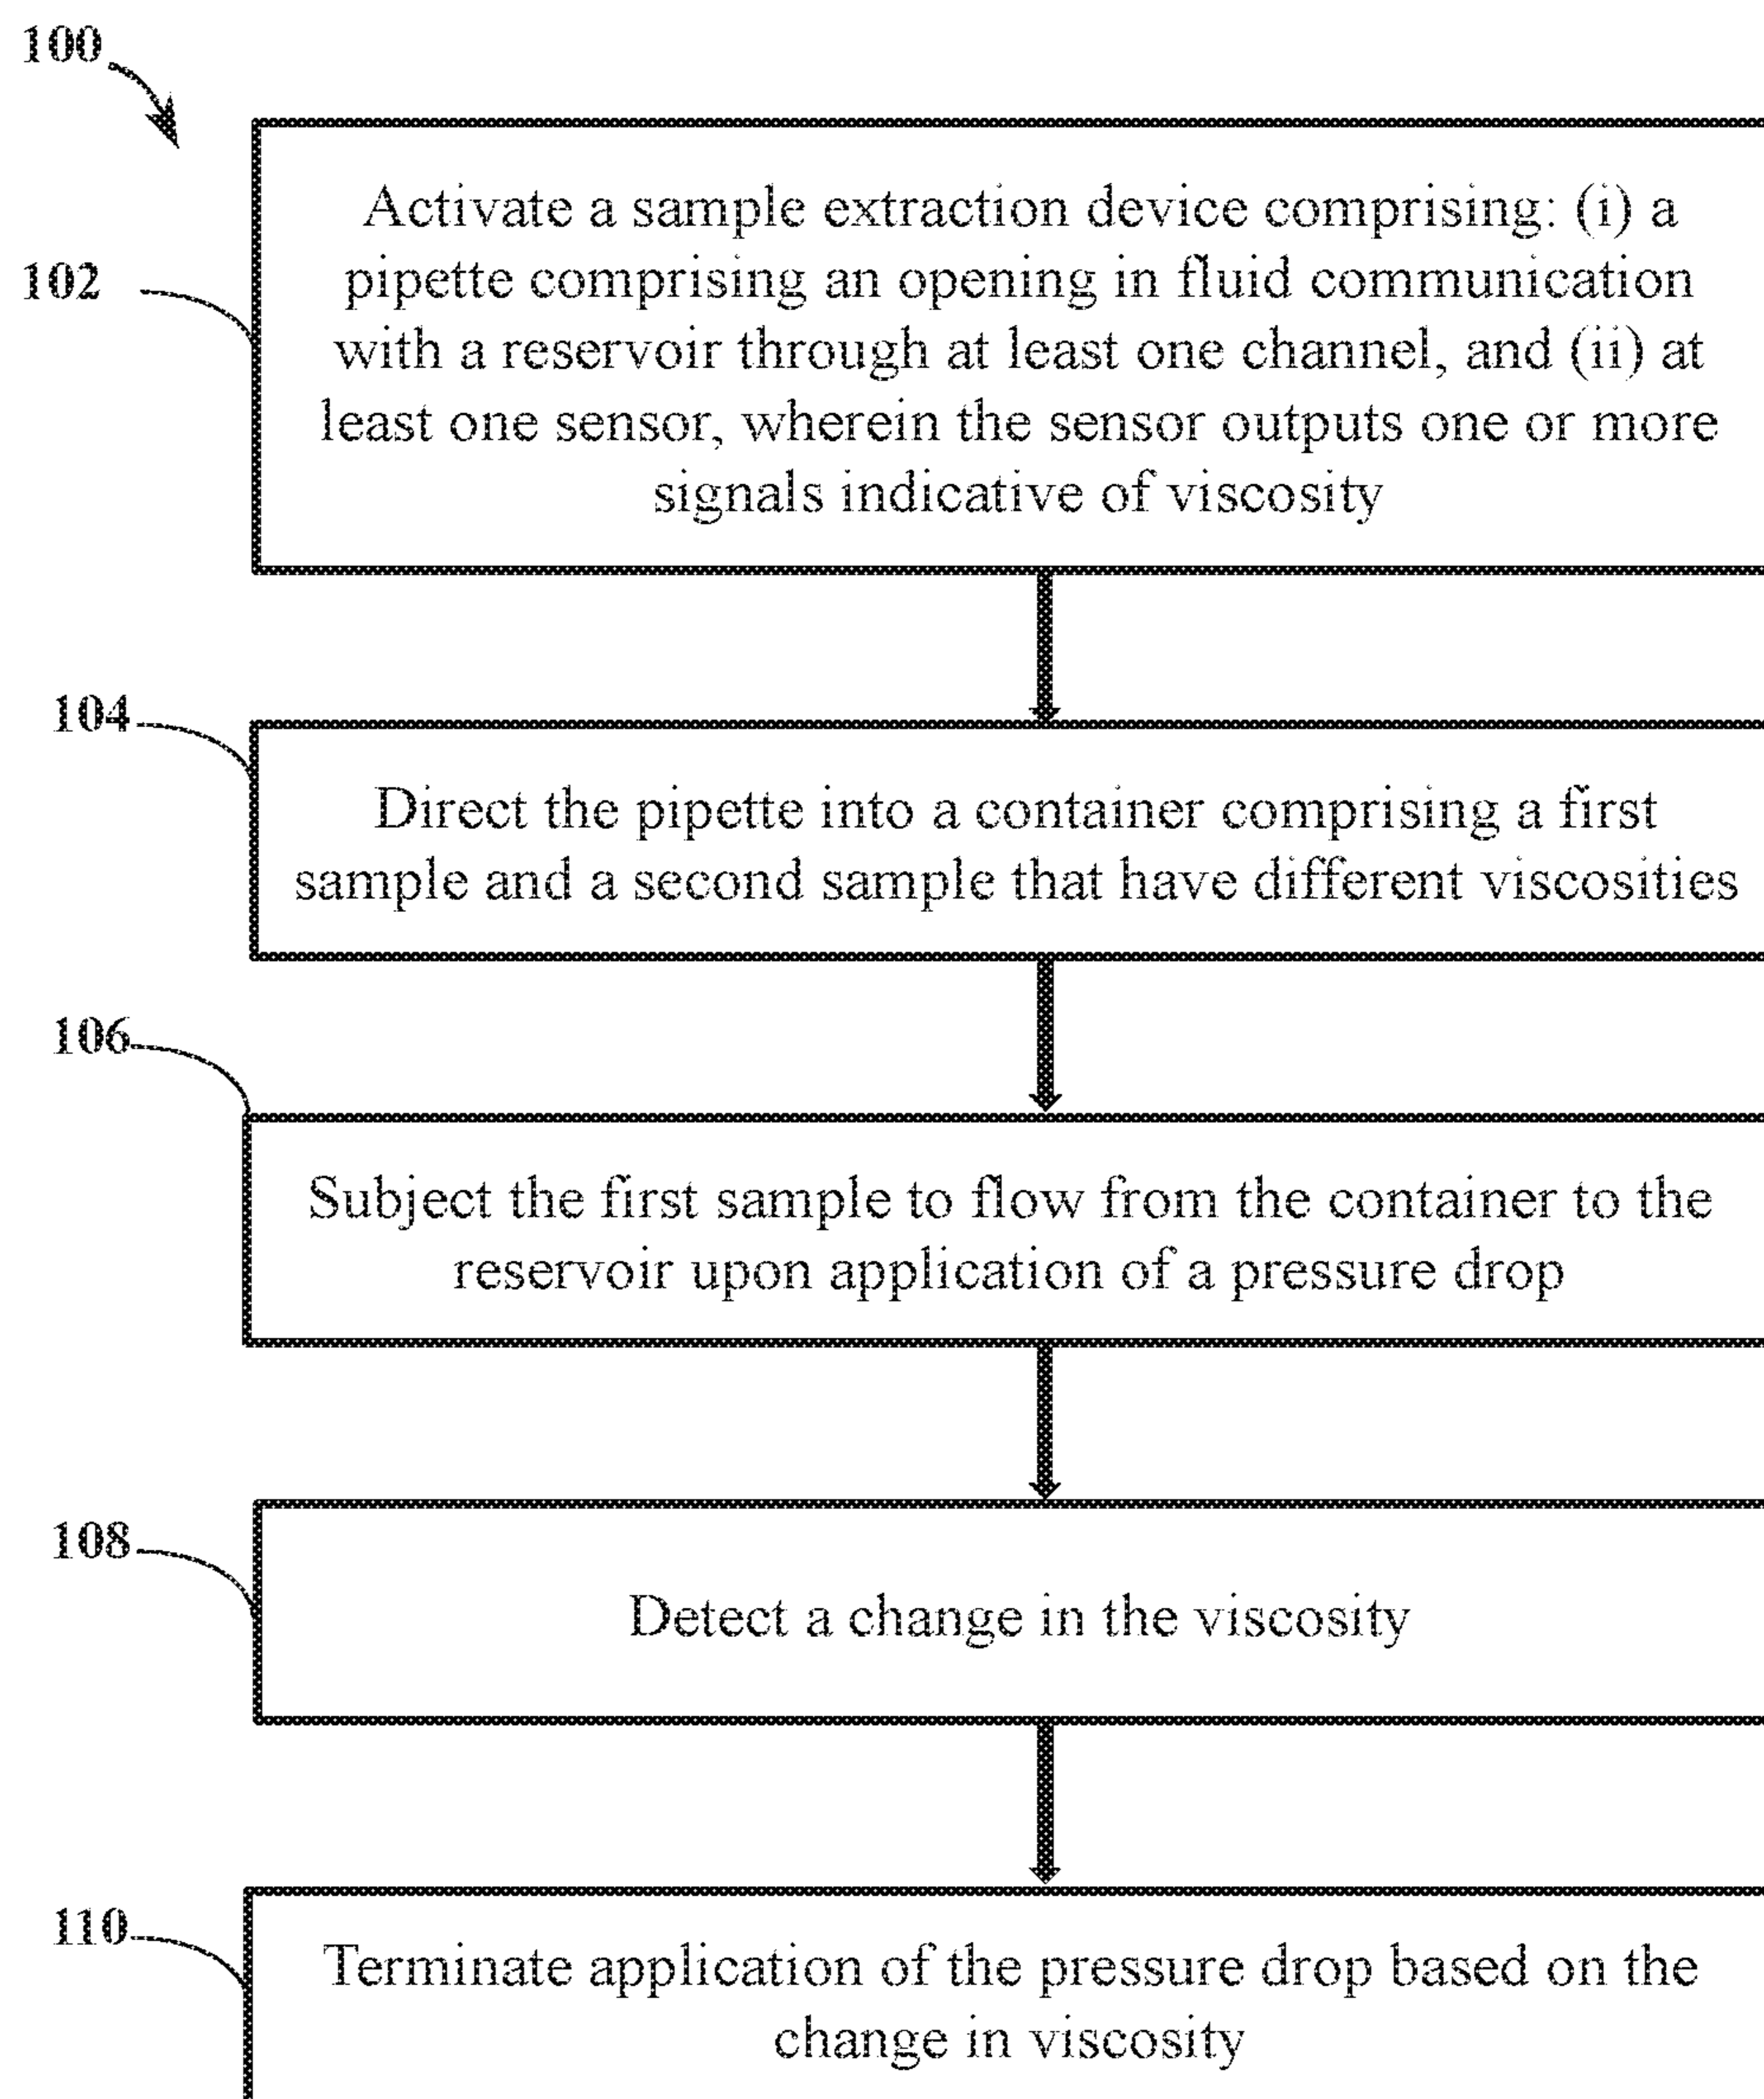 100
102
Activate a sample extraction device comprising: (i) a
pipette comprising an opening in fluid communication
with a reservoir through at least one channel, and (ii) at
least one sensor, wherein the sensor outputs one or more
signals indicative of viscosity
104
Direct the pipette into a container comprising a first
sample and a second sample that have different viscosities
106
Subject the first sample to flow from the container to the
reservoir upon application of a pressure drop
108
Detect a change in the viscosity
110
Terminate application of the pressure drop based on the
change in viscosity